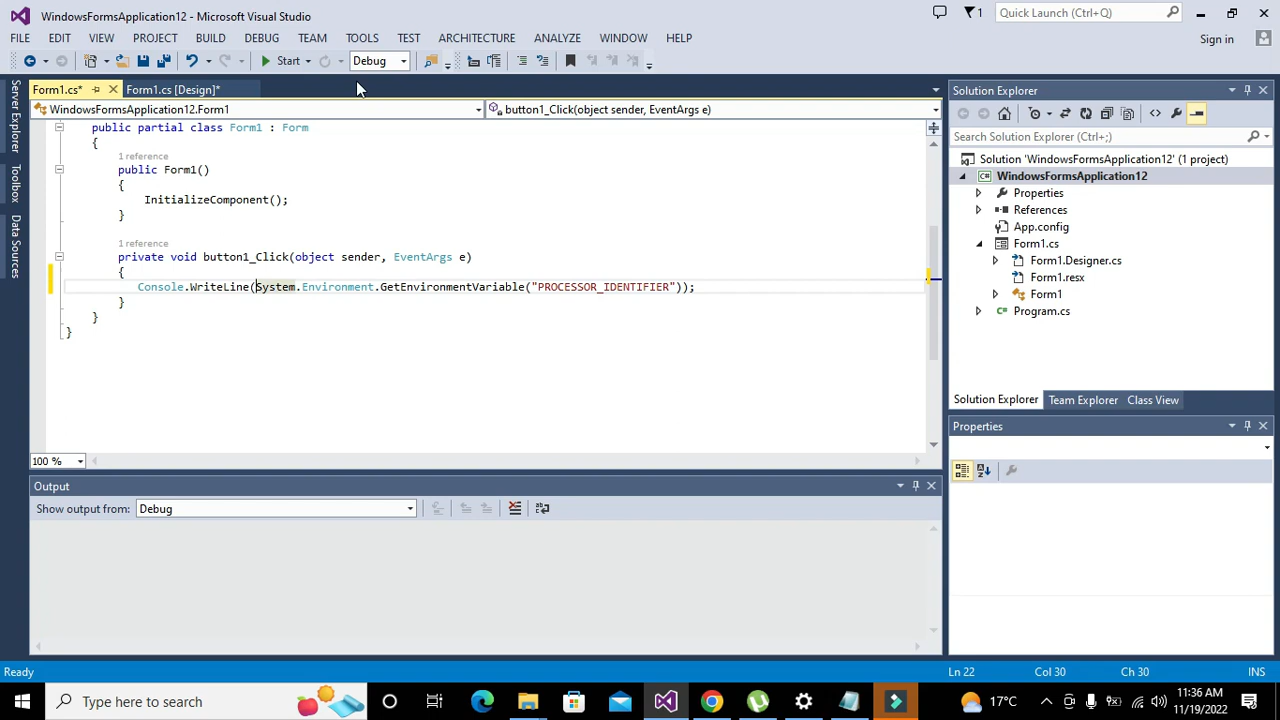 WindowsFormsApplication12 - Microsoft Visual Studio
1
Quick Launch (Ctrl+Q)
FILE EDIT VIEW PROJECT BUILD DEBUG TEAM TOOLS TEST ARCHITECTURE ANALYZE WINDOW HELP
Sign in
Start Debug
Server Explorer
Toolbox
Data Sources
Form1.cs* Form1.cs [Design]*
WindowsFormsApplication12.Form1 button1_Click(object sender, EventArgs e)
public partial class Form1 : Form
{
1 reference
public Form1()
{
InitializeComponent();
}
1 reference
private void button1_Click(object sender, EventArgs e)
{
Console.WriteLine(System.Environment.GetEnvironmentVariable("PROCESSOR_IDENTIFIER"));
}
}
}
100 %
Output
Show output from: Debug
Solution Explorer
Search Solution Explorer (Ctrl+;)
Solution 'WindowsFormsApplication12' (1 project)
C# WindowsFormsApplication12
Properties
References
App.config
Form1.cs
Form1.Designer.cs
Form1.resx
Form1
C# Program.cs
Solution Explorer Team Explorer Class View
Properties
Ready Ln 22 Col 30 Ch 30 INS
Type here to search
17°C
11:36 AM
11/19/2022